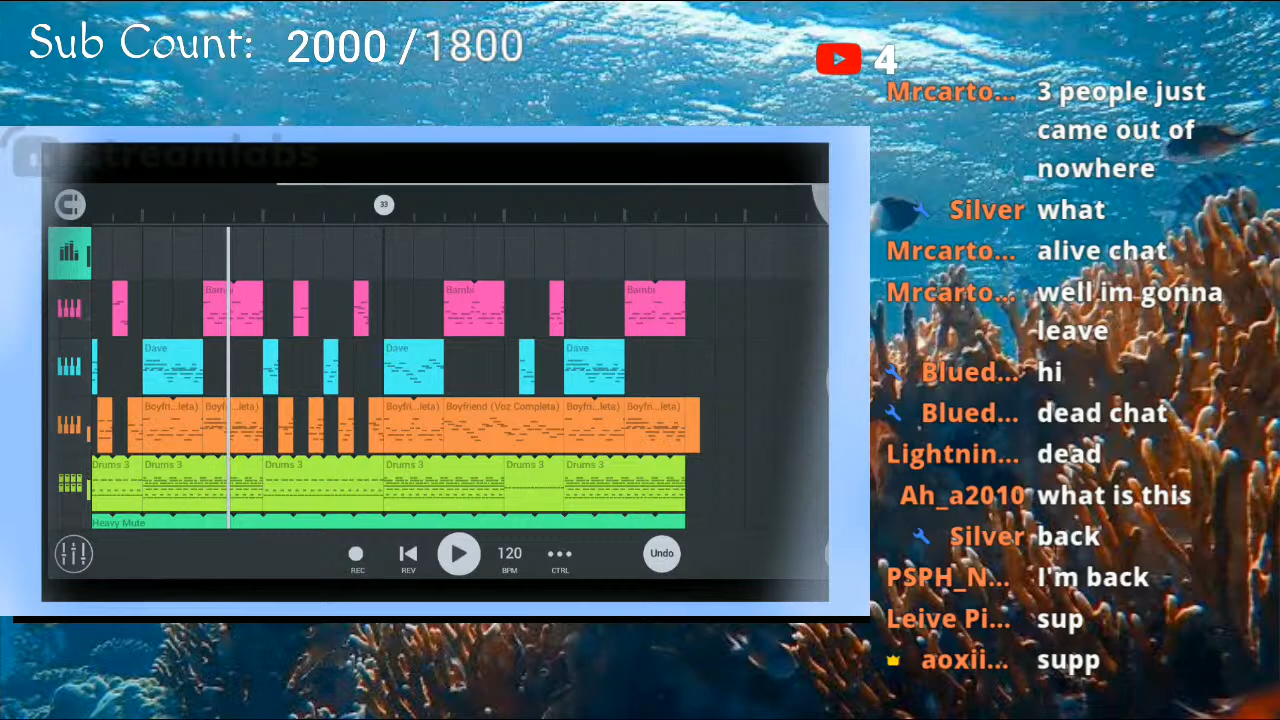 Sub Count: 2000 / 1800
4
Mrcarto... 3 people just
came out of
nowhere
Silver what
Mrcarto... alive chat
Mrcarto... well im gonna
leave
Blued... hi
Blued... dead chat
Lightnin... dead
Ah_a2010 what is this
Silver back
PSPH_N... I'm back
Leive Pi... sup
aoxii... supp
streamlabs
33
Bambi
Bambi
Bambi
Dave
Dave
Dave
Boyfri...leta)
Boyfri...leta)
Boyfri...leta)
Boyfriend (Voz Completa)
Boyfri...leta)
Boyfri...leta)
Drums 3
Drums 3
Drums 3
Drums 3
Drums 3
Drums 3
Heavy Mute
REC
REV
120
BPM
CTRL
Undo